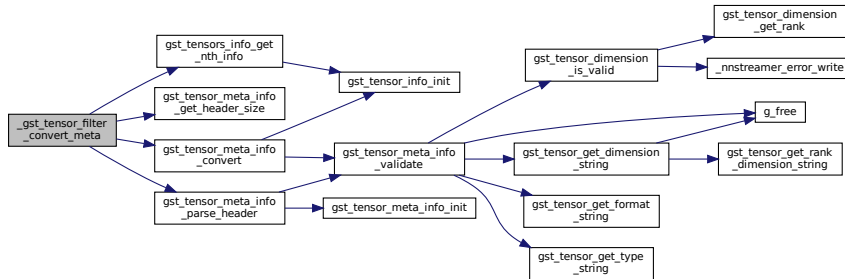 _gst_tensor_filter
_convert_meta
gst_tensors_info_get
_nth_info
gst_tensor_meta_info
_get_header_size
gst_tensor_meta_info
_convert
gst_tensor_meta_info
_parse_header
gst_tensor_info_init
gst_tensor_meta_info
_validate
gst_tensor_meta_info_init
gst_tensor_dimension
_is_valid
gst_tensor_get_dimension
_string
gst_tensor_get_format
_string
gst_tensor_get_type
_string
gst_tensor_dimension
_get_rank
_nnstreamer_error_write
g_free
gst_tensor_get_rank
_dimension_string